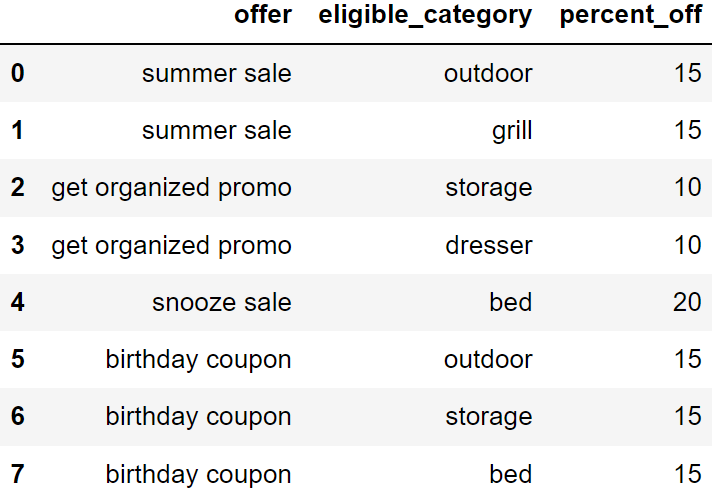 offer eligible_category percent_off
0 summer sale outdoor 15
1 summer sale grill 15
2 get organized promo storage 10
3 get organized promo dresser 10
4 snooze sale bed 20
5 birthday coupon outdoor 15
6 birthday coupon storage 15
7 birthday coupon bed 15